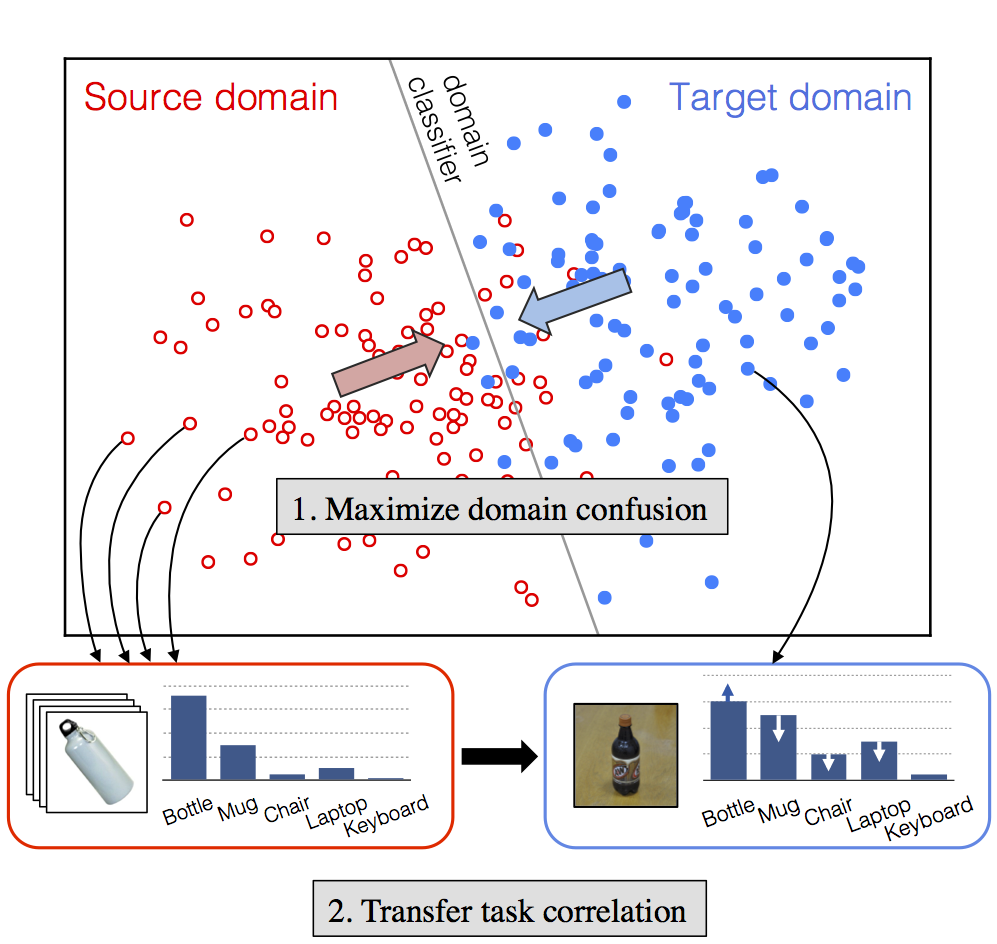 Source domain
domain
classifier
Target domain
1. Maximize domain confusion
Bottle
Mug
Chair
Laptop
Keyboard
Bottle
Mug
Chair
Laptop
Keyboard
2. Transfer task correlation